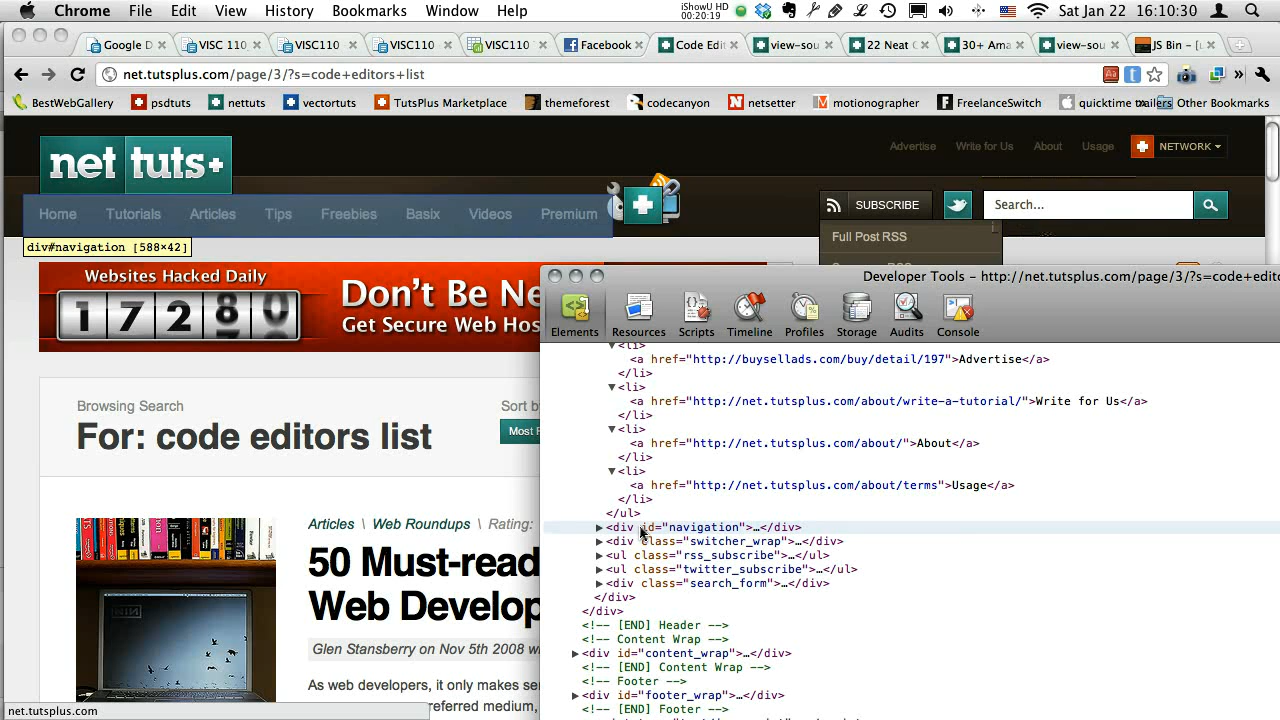 Chrome File Edit View History Bookmarks Window Help iShowU HD 00:20:19 Sat Jan 22 16:10:30
Google D VISC 110 VISC110 VISC110 VISC110 Facebook Code Edi view-sou 22 Neat C 30+ Ama view-sou JS Bin - [
net.tutsplus.com/page/3/?s=code+editors+list
BestWebGallery psdtuts nettuts vectortuts TutsPlus Marketplace themeforest codecanyon netsetter motionographer FreelanceSwitch quicktime trailers Other Bookmarks
Advertise Write for Us About Usage NETWORK
net tuts+
SUBSCRIBE Search...
Home Tutorials Articles Tips Freebies Basix Videos Premium
Full Post RSS
div#navigation [588×42]
Websites Hacked Daily
17280
Don't Be Ne
Get Secure Web Hos
Developer Tools - http://net.tutsplus.com/page/3/?s=code+edito
Elements Resources Scripts Timeline Profiles Storage Audits Console
<li>
<a href="http://buysellads.com/buy/detail/197">Advertise</a>
</li>
<li>
<a href="http://net.tutsplus.com/about/write-a-tutorial/">Write for Us</a>
</li>
<li>
<a href="http://net.tutsplus.com/about/">About</a>
</li>
<li>
<a href="http://net.tutsplus.com/about/terms">Usage</a>
</li>
</ul>
<div id="navigation">…</div>
<div class="switcher_wrap">…</div>
<ul class="rss_subscribe">…</ul>
<ul class="twitter_subscribe">…</ul>
<div class="search_form">…</div>
</div>
</div>
<!-- [END] Header -->
<!-- Content Wrap -->
<div id="content_wrap">…</div>
<!-- [END] Content Wrap -->
<!-- Footer -->
<div id="footer_wrap">…</div>
<!-- [END] Footer -->
Browsing Search
For: code editors list
Sort by
Most
Articles \ Web Roundups \ Rating:
50 Must-read
Web Develop
Glen Stansberry on Nov 5th 2008
As web developers, it only makes se
referred medium,
net.tutsplus.com